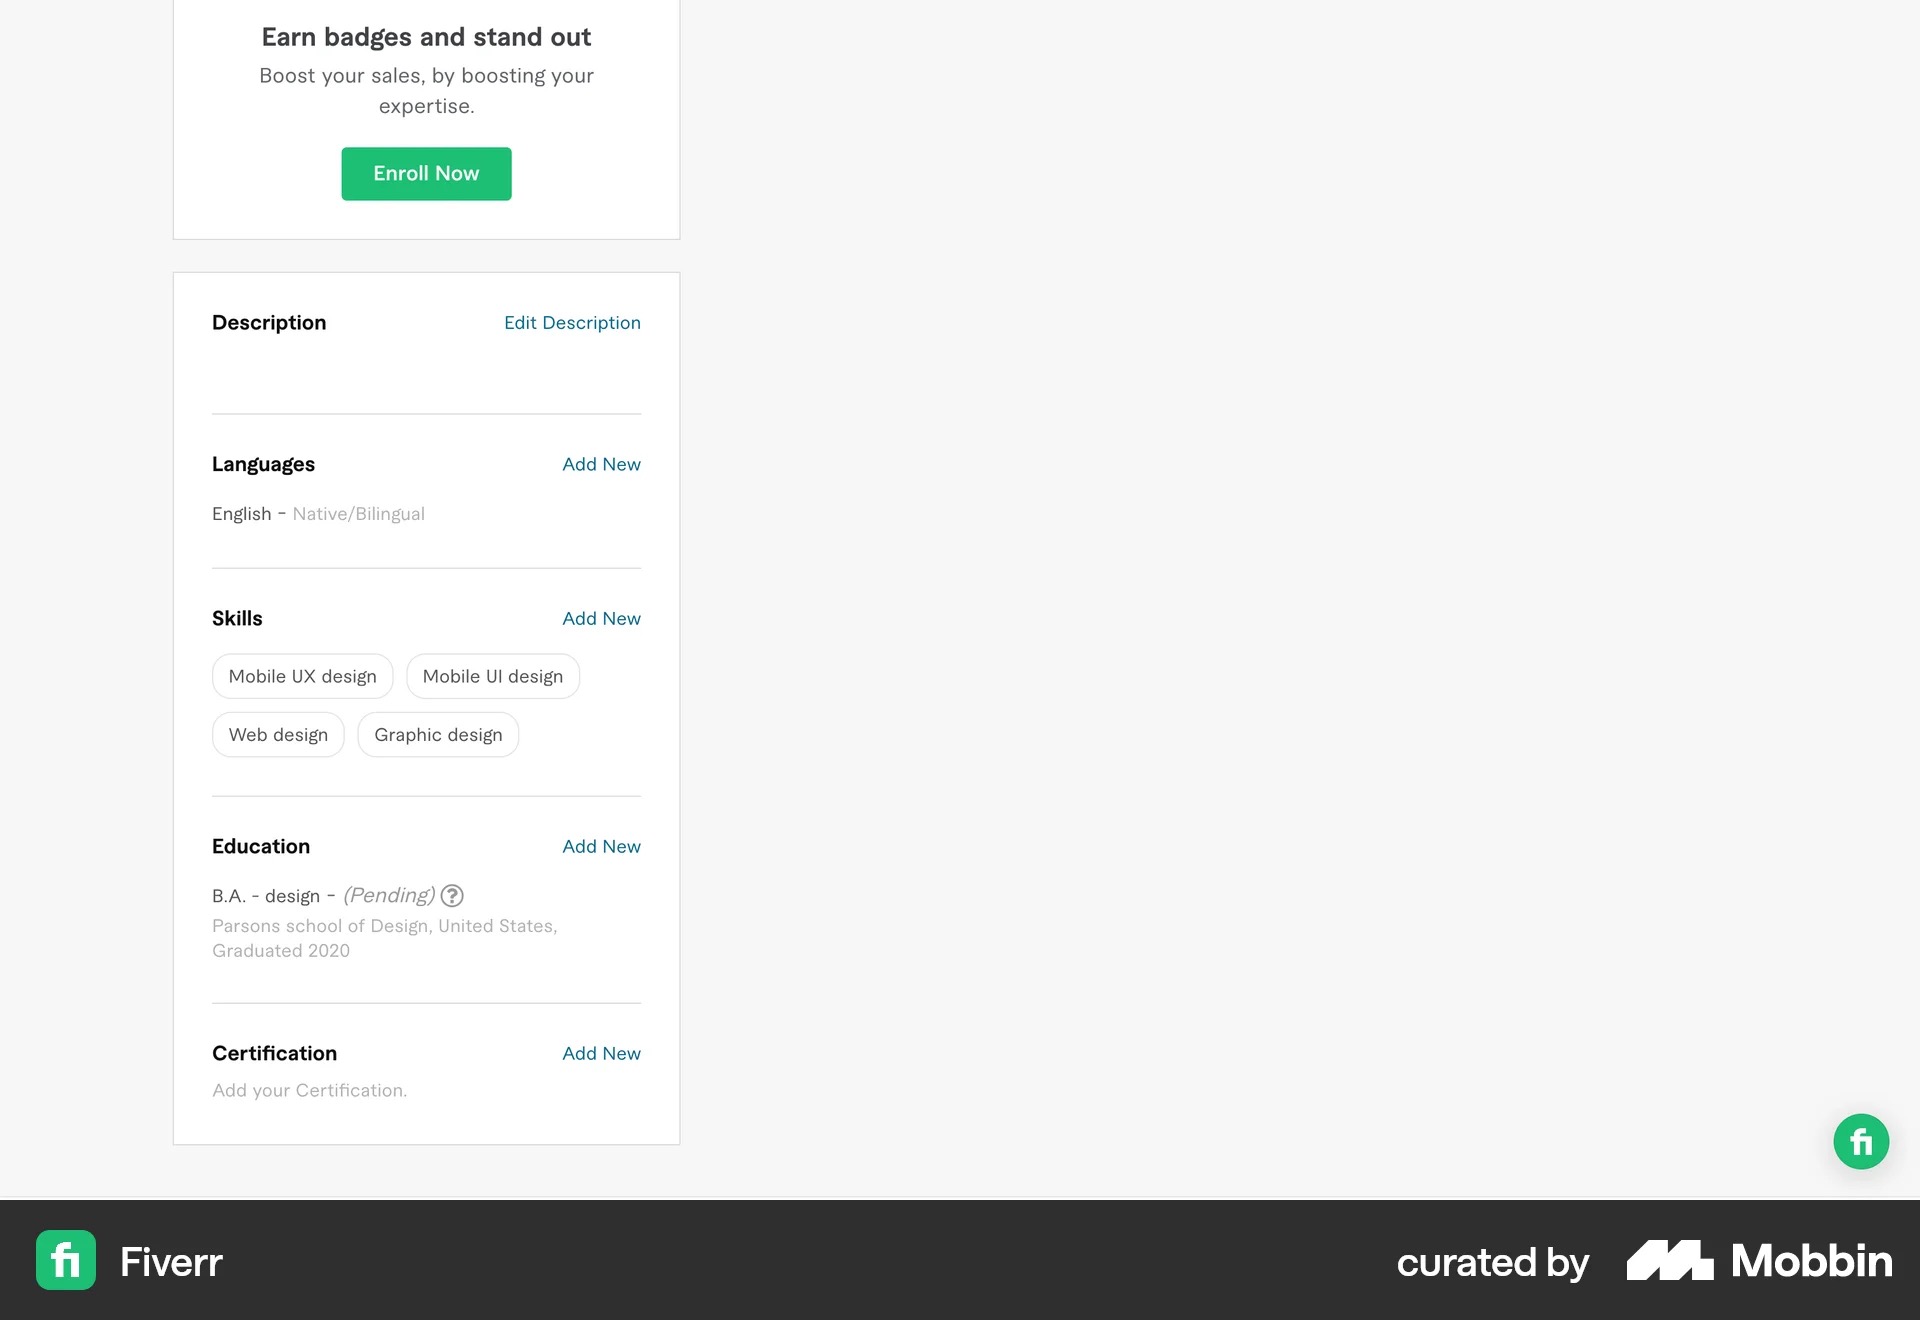 Earn badges and stand out
Boost your sales, by boosting your
expertise.
Enroll Now
Description
Edit Description
Languages
Add New
English - Native/Bilingual
Skills
Add New
Mobile UX design
Mobile UI design
Web design
Graphic design
Education
Add New
B.A. - design - (Pending) ?
Parsons school of Design, United States,
Graduated 2020
Certification
Add New
Add your Certification.
fi
fi
Fiverr
curated by
Mobbin